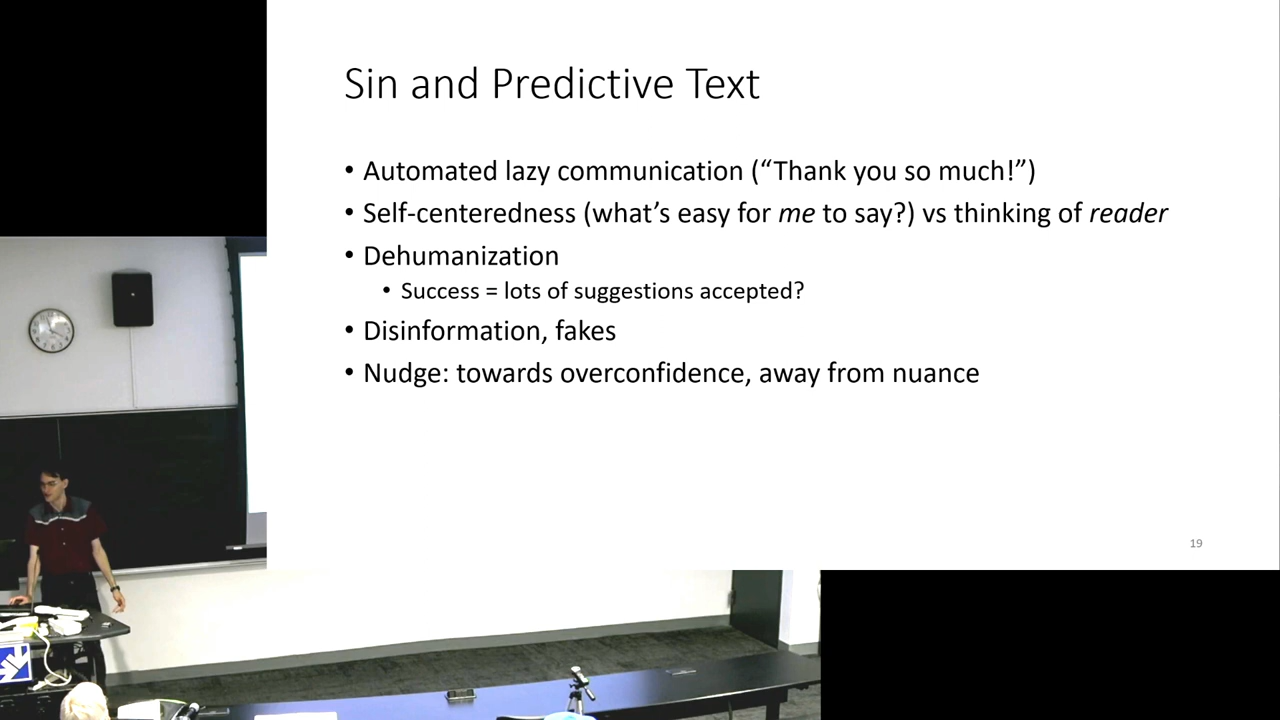 Sin and Predictive Text
• Automated lazy communication (“Thank you so much!”)
• Self-centeredness (what’s easy for me to say?) vs thinking of reader
• Dehumanization
• Success = lots of suggestions accepted?
• Disinformation, fakes
• Nudge: towards overconfidence, away from nuance
19